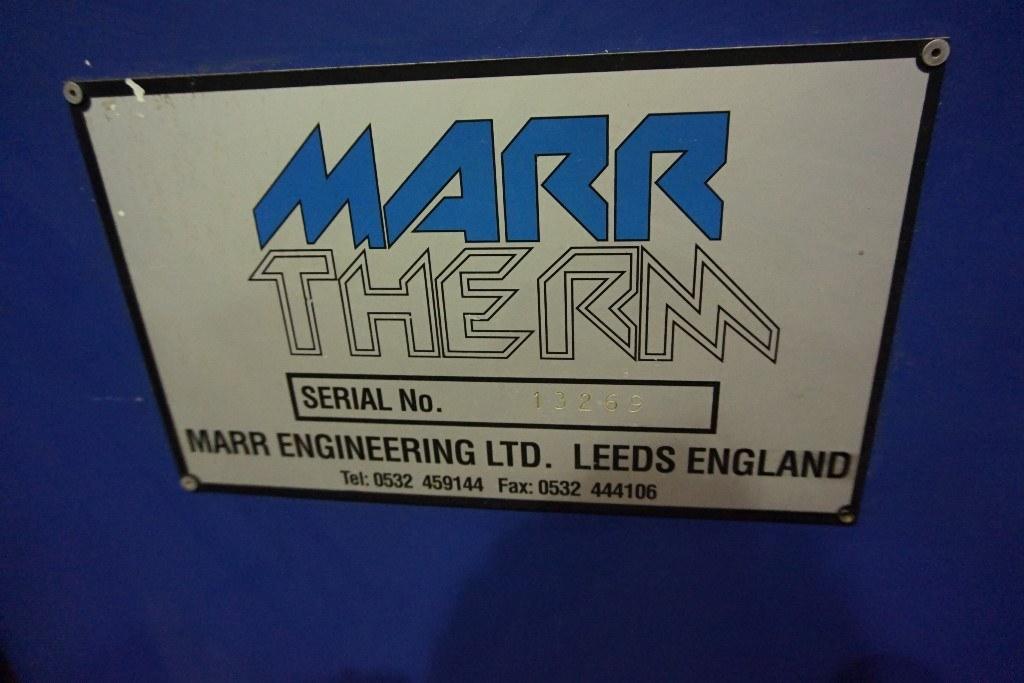 MARR
THERM
SERIAL No. 13269
MARR ENGINEERING LTD. LEEDS ENGLAND
Tel: 0532 459144 Fax: 0532 444106